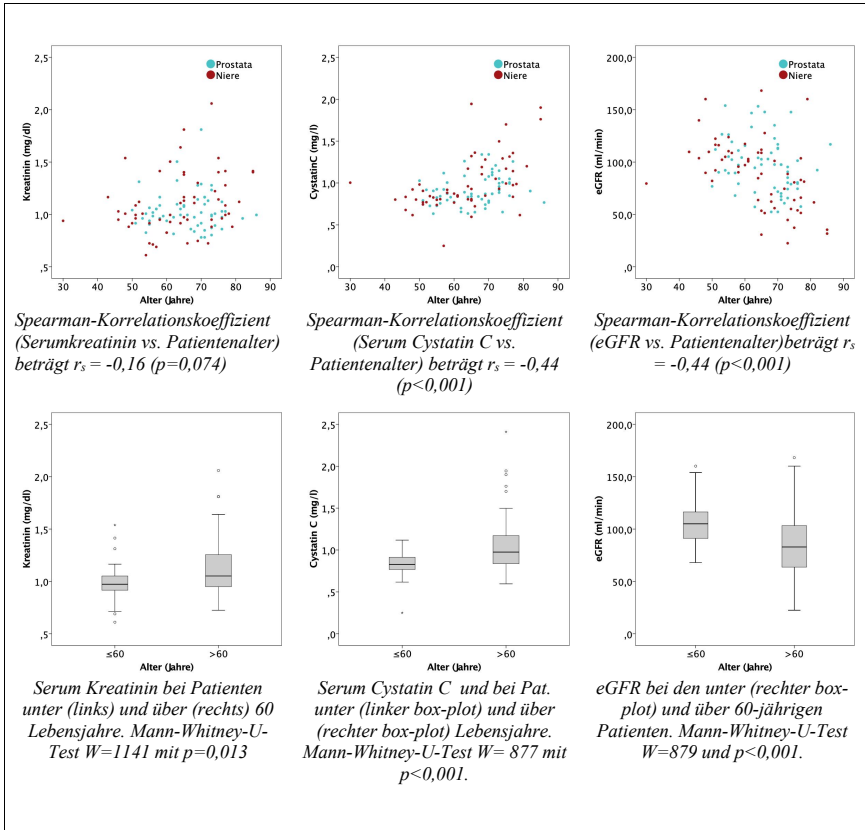 2,5
2,0
1,5
1,0
,5
Kreatinin (mg/dl)
Prostata
Niere
30 40 50 60 70 80 90
Alter (Jahre)
Spearman-Korrelationskoeffizient
(Serumkreatinin vs. Patientenalter)
beträgt rs = -0,16 (p=0,074)
2,5
2,0
1,5
1,0
,5
,0
CystatinC (mg/l)
Prostata
Niere
30 40 50 60 70 80 90
Alter (Jahre)
Spearman-Korrelationskoeffizient
(Serum Cystatin C vs.
Patientenalter) beträgt rs = -0,44
(p<0,001)
200,0
150,0
100,0
50,0
,0
eGFR (ml/min)
Prostata
Niere
30 40 50 60 70 80 90
Alter (Jahre)
Spearman-Korrelationskoeffizient
(eGFR vs. Patientenalter)beträgt rs
= -0,44 (p<0,001)
2,5
2,0
1,5
1,0
,5
Kreatinin (mg/dl)
≤60 >60
Alter (Jahre)
Serum Kreatinin bei Patienten
unter (links) und über (rechts) 60
Lebensjahre. Mann-Whitney-U-
Test W=1141 mit p=0,013
2,5
2,0
1,5
1,0
,5
,0
Cystatin C (mg/l)
≤60 >60
Alter (Jahre)
Serum Cystatin C und bei Pat.
unter (linker box-plot) und über
(rechter box-plot) Lebensjahre.
Mann-Whitney-U-Test W= 877 mit
p<0,001.
200,0
150,0
100,0
50,0
,0
eGFR (ml/min)
≤60 >60
Alter (Jahre)
eGFR bei den unter (rechter box-
plot) und über 60-jährigen
Patienten. Mann-Whitney-U-Test
W=879 und p<0,001.